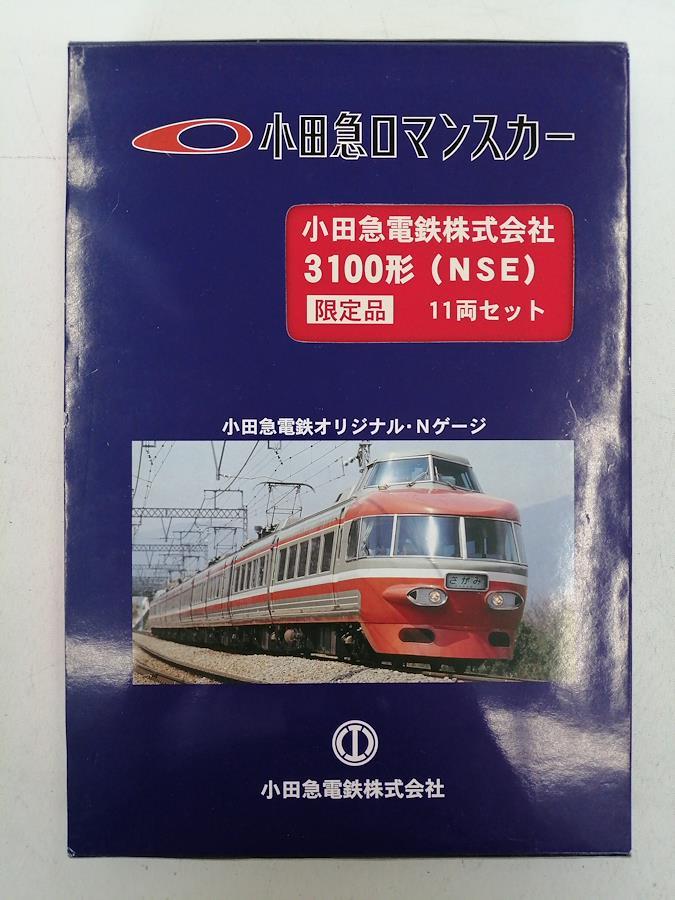 小田急ロマンスカー
小田急電鉄株式会社
3100形（NSE）
限定品 11両セット
小田急電鉄オリジナル・Nゲージ
さがみ
小田急電鉄株式会社